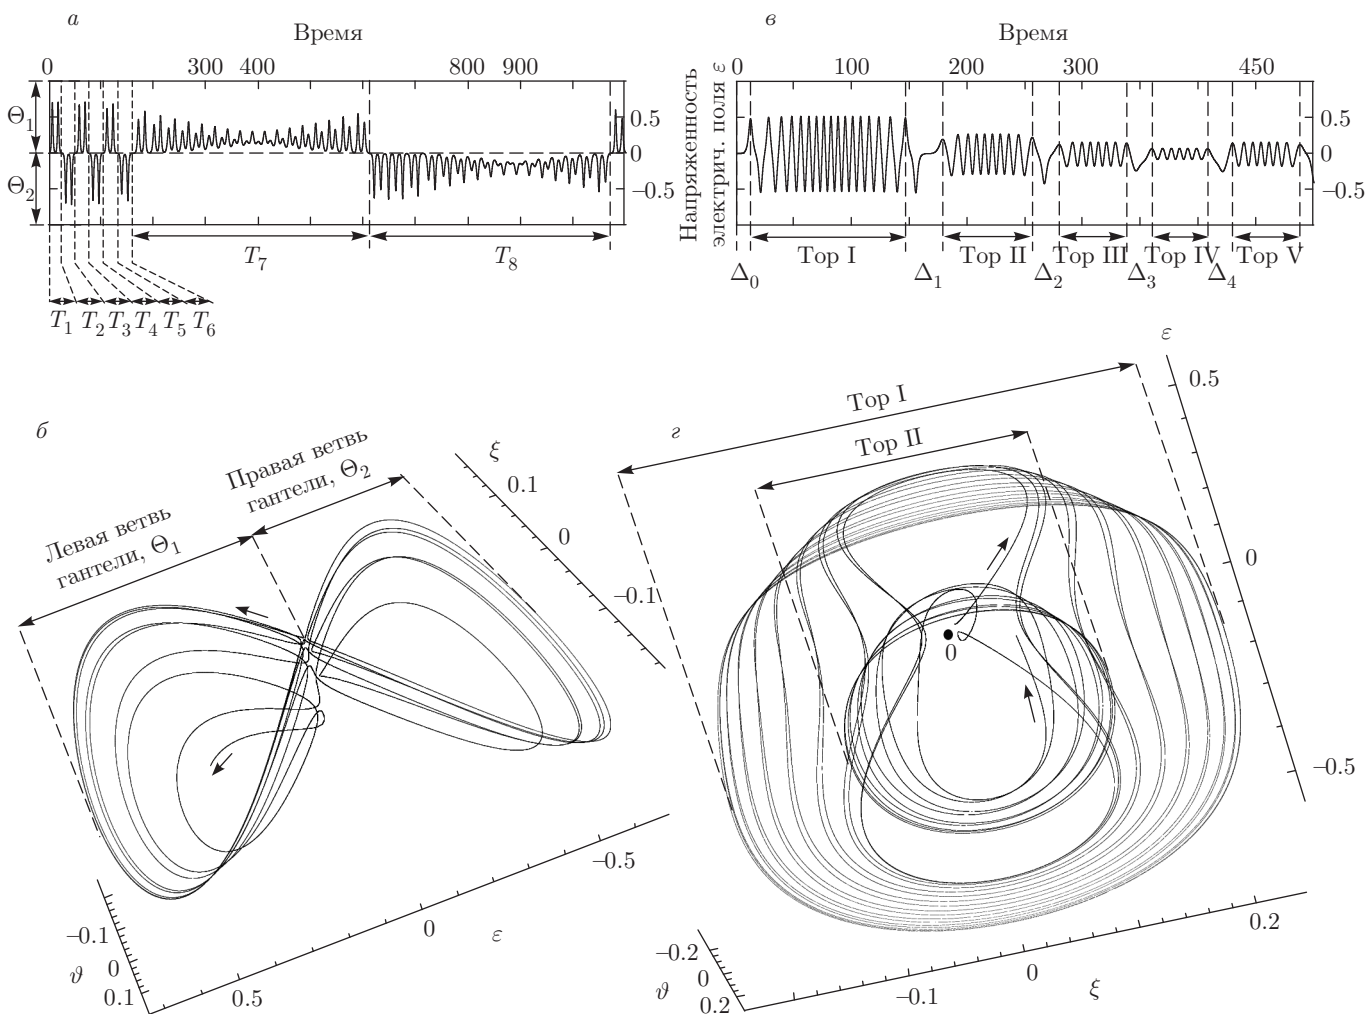 а
Время
0 300 400 800 900
Θ1
Θ2
0.5
0
−0.5
T7 T8
T1 T2 T3 T4 T5 T6
в
Время
Напряженность
электрич. поля ε
0 100 200 300 450
0.5
0
−0.5
Тор I Тор II Тор III Тор IV Тор V
Δ0 Δ1 Δ2 Δ3 Δ4
б
Левая ветвь
гантели, Θ1
Правая ветвь
гантели, Θ2
ξ
0.1
0
−0.1
−0.5
0
ε
0.5
−0.1
ϑ 0
0.1
г
Тор I
Тор II
ε
0.5
0
−0.5
0
0.2
0
−0.1
ξ
−0.2
0
ϑ
0.2